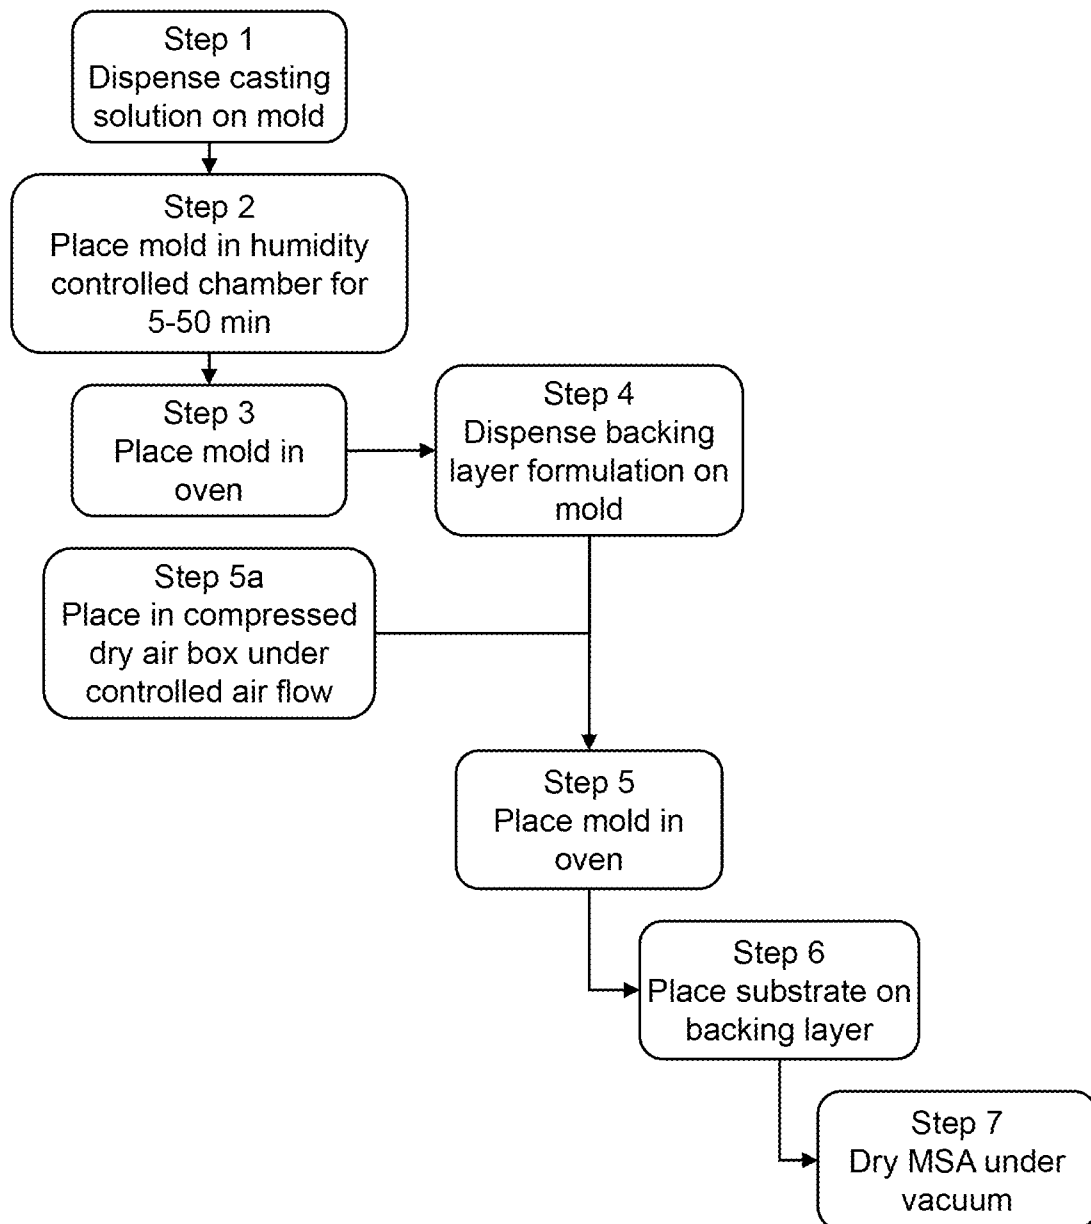 Step 1
Dispense casting
solution on mold
Step 2
Place mold in humidity
controlled chamber for
5-50 min
Step 3
Place mold in
oven
Step 4
Dispense backing
layer formulation on
mold
Step 5a
Place in compressed
dry air box under
controlled air flow
Step 5
Place mold in
oven
Step 6
Place substrate on
backing layer
Step 7
Dry MSA under
vacuum